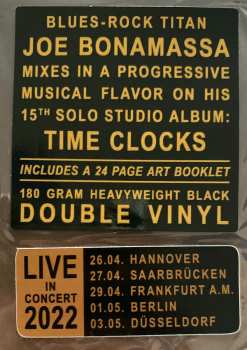 BLUES-ROCK TITAN
JOE BONAMASSA
MIXES IN A PROGRESSIVE
MUSICAL FLAVOR ON HIS
15TH SOLO STUDIO ALBUM:
TIME CLOCKS
INCLUDES A 24 PAGE ART BOOKLET
180 GRAM HEAVYWEIGHT BLACK
DOUBLE VINYL
LIVE
IN
CONCERT
2022
26.04. HANNOVER
27.04. SAARBRÜCKEN
29.04. FRANKFURT A.M.
01.05. BERLIN
03.05. DÜSSELDORF